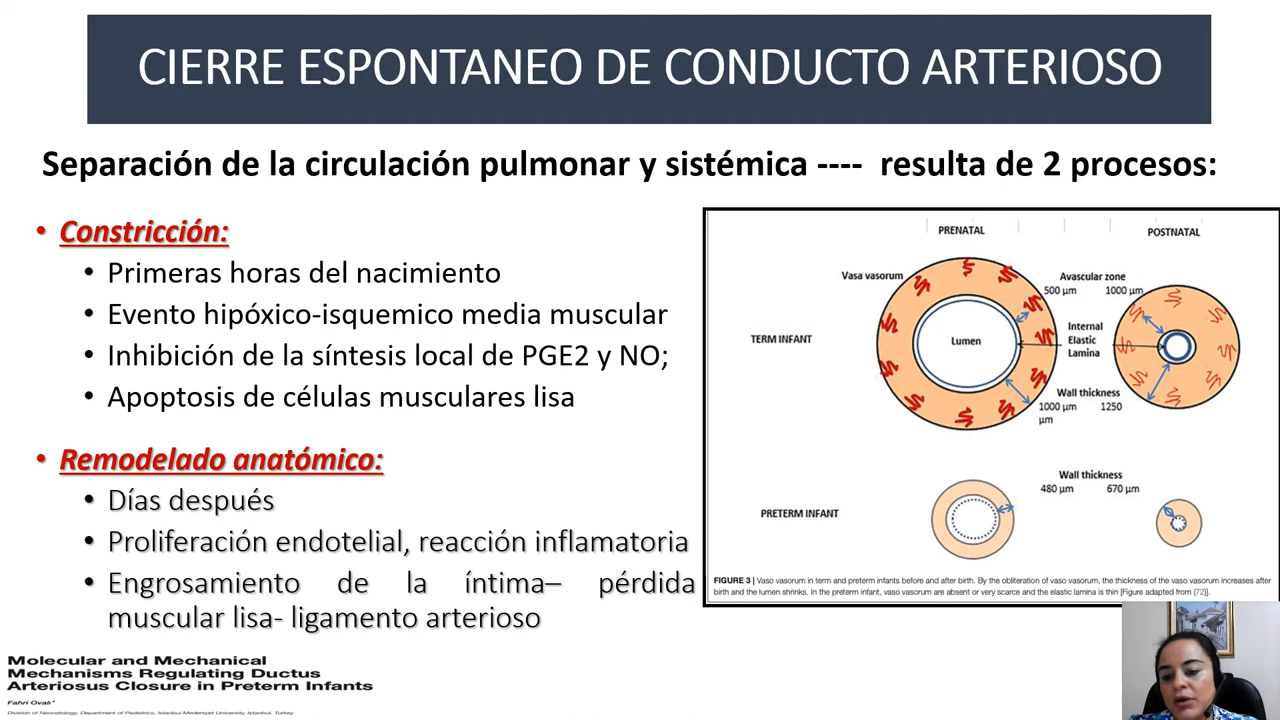 CIERRE ESPONTANEO DE CONDUCTO ARTERIOSO
Separación de la circulación pulmonar y sistémica ---- resulta de 2 procesos:
• Constricción:
• Primeras horas del nacimiento
• Evento hipóxico-isquemico media muscular
• Inhibición de la síntesis local de PGE2 y NO;
• Apoptosis de células musculares lisa
• Remodelado anatómico:
• Días después
• Proliferación endotelial, reacción inflamatoria
• Engrosamiento de la íntima– pérdida
muscular lisa- ligamento arterioso
PRENATAL
POSTNATAL
Vasa vasorum
Avascular zone
500 µm 1000 µm
TERM INFANT
Lumen
Internal
Elastic
Lamina
Wall thickness
1000 µm 1250
µm
Wall thickness
480 µm 670 µm
PRETERM INFANT
FIGURE 3 | Vaso vasorum in term and preterm infants before and after birth. By the obliteration of vaso vasorum, the thickness of the vaso vasorum increases after
birth and the lumen shrinks. In the preterm infant, vaso vasorum are absent or very scarce and the elastic lamina is thin [Figure adapted from (72)].
Molecular and Mechanical
Mechanisms Regulating Ductus
Arteriosus Closure in Preterm Infants
Fahri Ovalı*
Division of Neonatology, Department of Pediatrics, Istanbul Medeniyet University, Istanbul, Turkey